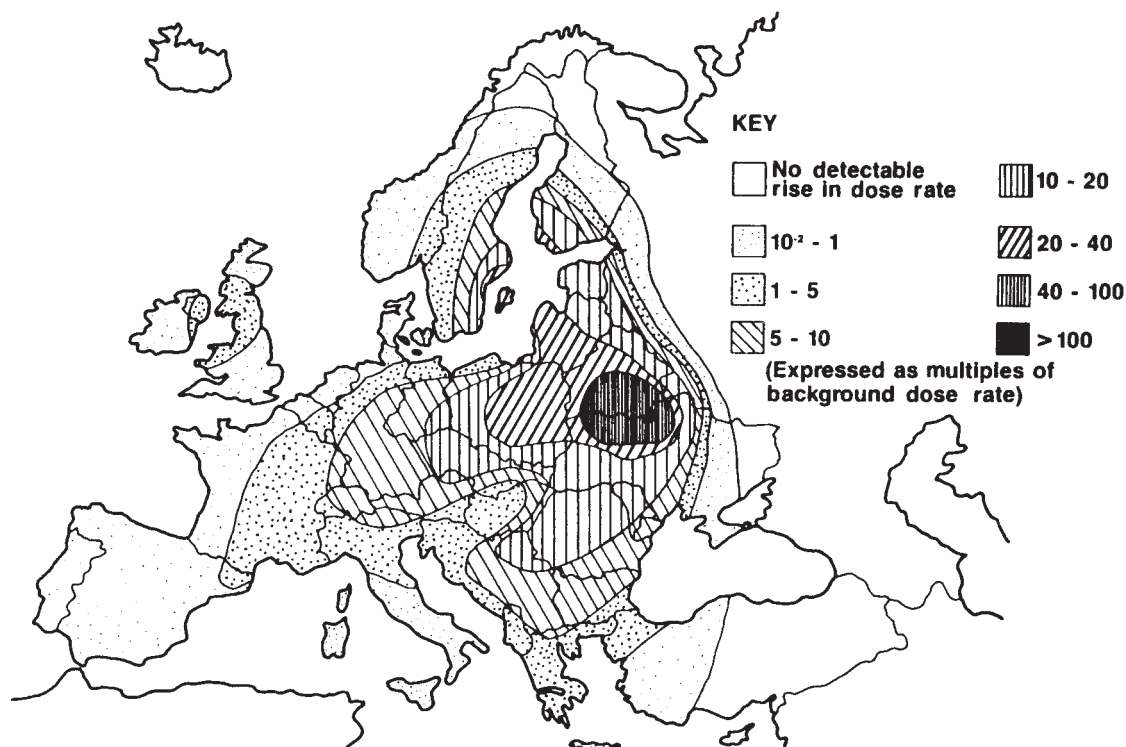 KEY
No detectable
rise in dose rate
10⁻² - 1
1 - 5
5 - 10
10 - 20
20 - 40
40 - 100
> 100
(Expressed as multiples of
background dose rate)